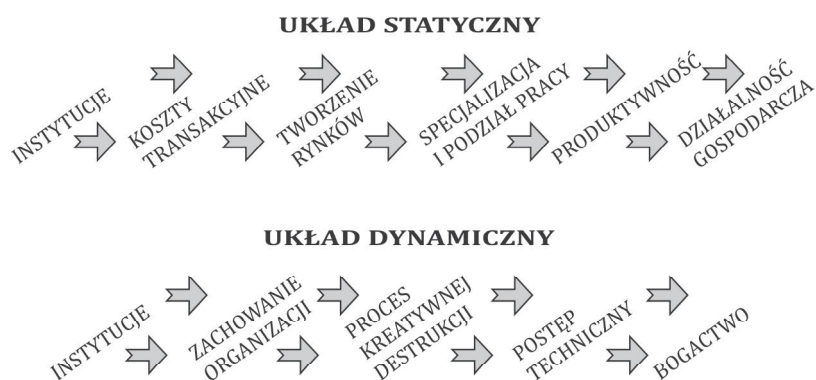 UKŁAD STATYCZNY
INSTYTUCJE
KOSZTY
TRANSAKCYJNE
TWORZENIE
RYNKÓW
SPECJALIZACJA
I PODZIAŁ PRACY
PRODUKTYWNOŚĆ
DZIAŁALNOŚĆ
GOSPODARCZA
UKŁAD DYNAMICZNY
INSTYTUCJE
ZACHOWANIE
ORGANIZACJI
PROCES
KREATYWNEJ
DESTRUKCJI
POSTĘP
TECHNICZNY
BOGACTWO